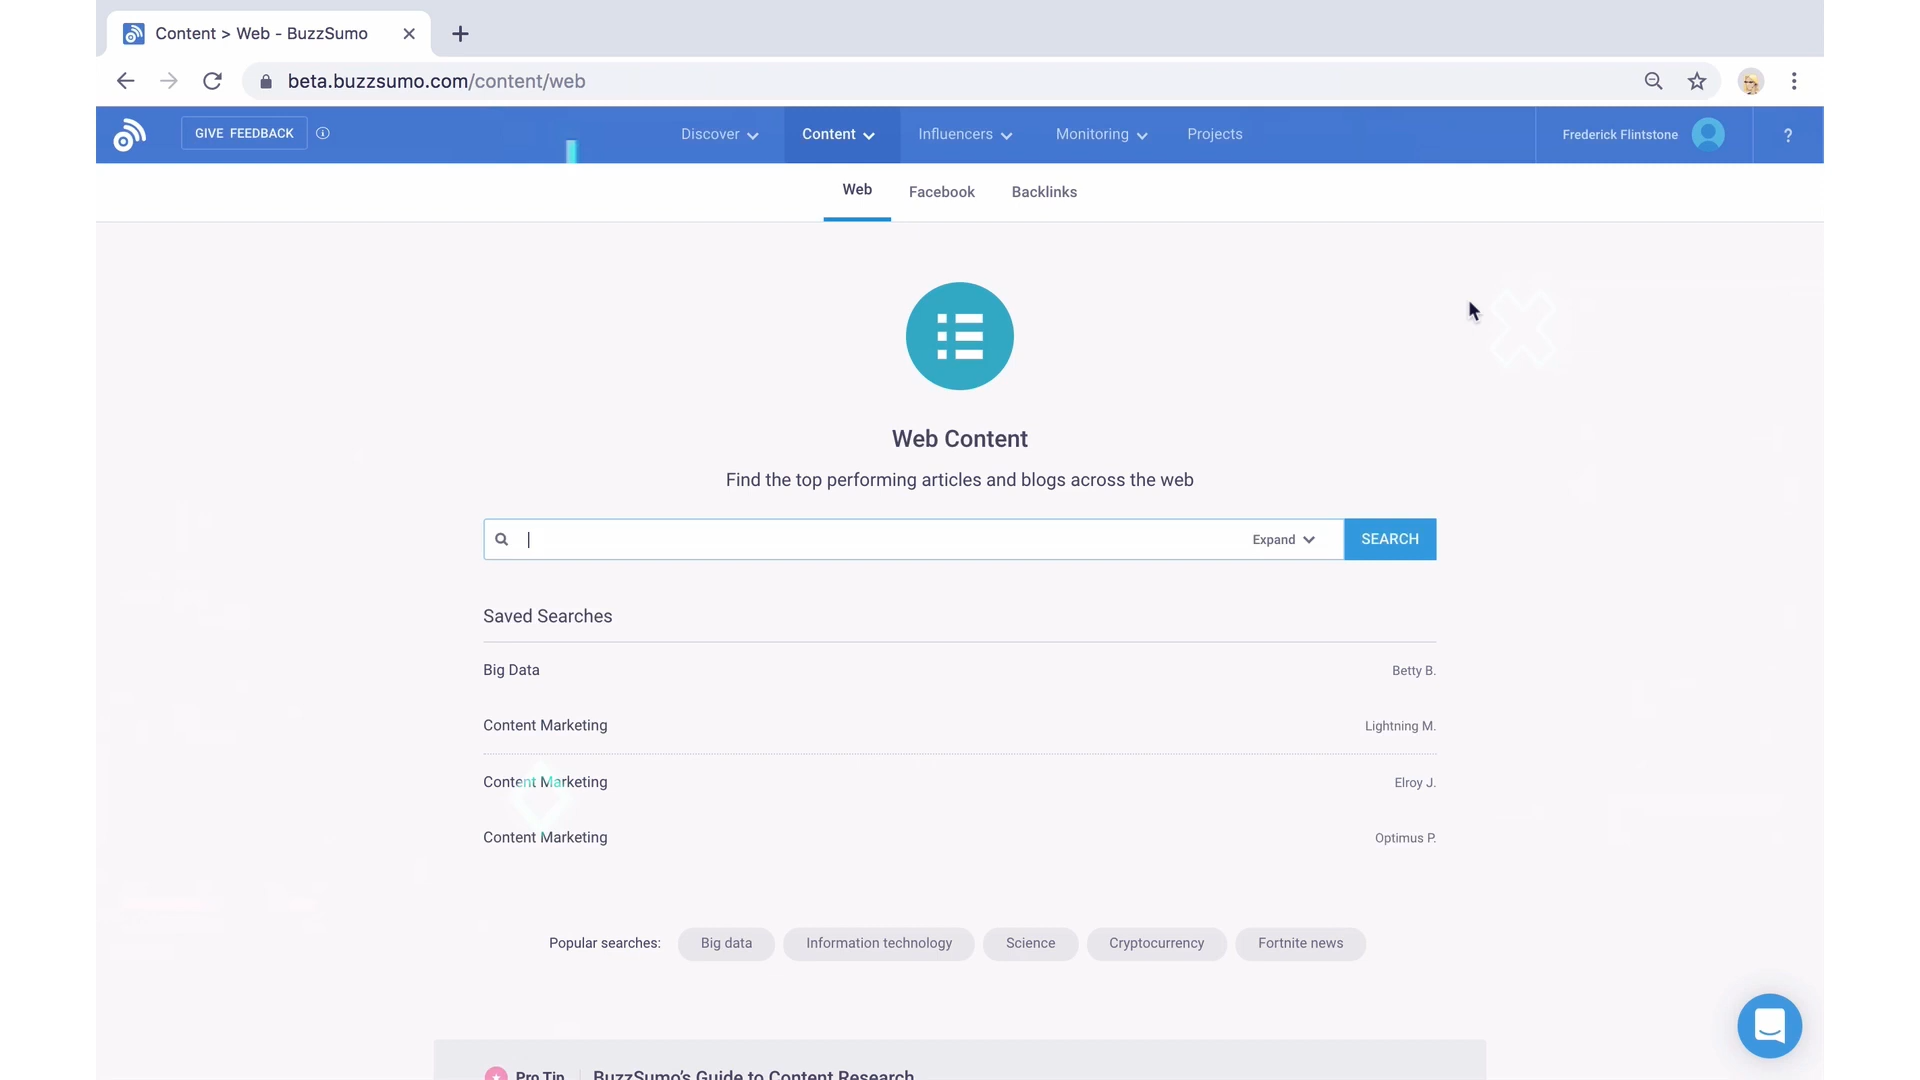 Content > Web - BuzzSumo
beta.buzzsumo.com/content/web
GIVE FEEDBACK
Discover
Content
Influencers
Monitoring
Projects
Frederick Flintstone
?
Web
Facebook
Backlinks
Web Content
Find the top performing articles and blogs across the web
Expand
SEARCH
Saved Searches
Big Data
Betty B.
Content Marketing
Lightning M.
Content Marketing
Elroy J.
Content Marketing
Optimus P.
Popular searches:
Big data
Information technology
Science
Cryptocurrency
Fortnite news
Pro Tip
BuzzSumo's Guide to Content Research